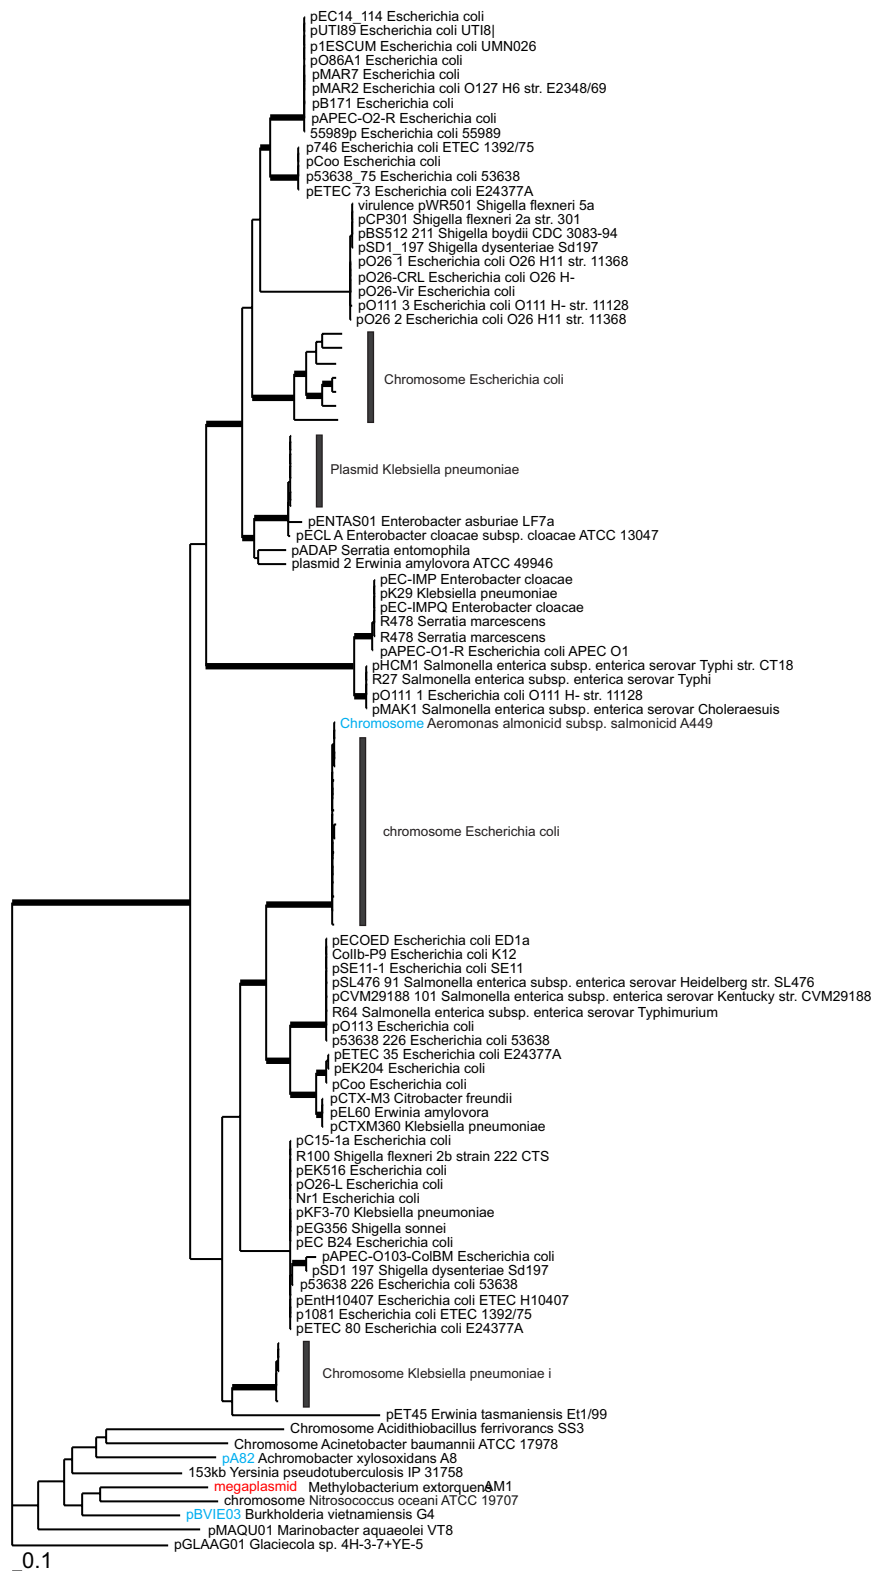 pEC14_114 Escherichia coli
pUTI89 Escherichia coli UTI8|
p1ESCUM Escherichia coli UMN026
pO86A1 Escherichia coli
pMAR7 Escherichia coli
pMAR2 Escherichia coli O127 H6 str. E2348/69
pB171 Escherichia coli
pAPEC-O2-R Escherichia coli
55989p Escherichia coli 55989
p746 Escherichia coli ETEC 1392/75
pCoo Escherichia coli
p53638_75 Escherichia coli 53638
pETEC 73 Escherichia coli E24377A
virulence pWR501 Shigella flexneri 5a
pCP301 Shigella flexneri 2a str. 301
pBS512 211 Shigella boydii CDC 3083-94
pSD1_197 Shigella dysenteriae Sd197
pO26 1 Escherichia coli O26 H11 str. 11368
pO26-CRL Escherichia coli O26 H-
pO26-Vir Escherichia coli
pO111 3 Escherichia coli O111 H- str. 11128
pO26 2 Escherichia coli O26 H11 str. 11368
Chromosome Escherichia coli
Plasmid Klebsiella pneumoniae
pENTAS01 Enterobacter asburiae LF7a
pECL A Enterobacter cloacae subsp. cloacae ATCC 13047
pADAP Serratia entomophila
plasmid 2 Erwinia amylovora ATCC 49946
pEC-IMP Enterobacter cloacae
pK29 Klebsiella pneumoniae
pEC-IMPQ Enterobacter cloacae
R478 Serratia marcescens
R478 Serratia marcescens
pAPEC-O1-R Escherichia coli APEC O1
pHCM1 Salmonella enterica subsp. enterica serovar Typhi str. CT18
R27 Salmonella enterica subsp. enterica serovar Typhi
pO111 1 Escherichia coli O111 H- str. 11128
pMAK1 Salmonella enterica subsp. enterica serovar Choleraesuis
Chromosome Aeromonas almonicid subsp. salmonicid A449
chromosome Escherichia coli
pECOED Escherichia coli ED1a
ColIb-P9 Escherichia coli K12
pSE11-1 Escherichia coli SE11
pSL476 91 Salmonella enterica subsp. enterica serovar Heidelberg str. SL476
pCVM29188 101 Salmonella enterica subsp. enterica serovar Kentucky str. CVM29188
R64 Salmonella enterica subsp. enterica serovar Typhimurium
pO113 Escherichia coli
p53638 226 Escherichia coli 53638
pETEC 35 Escherichia coli E24377A
pEK204 Escherichia coli
pCoo Escherichia coli
pCTX-M3 Citrobacter freundii
pEL60 Erwinia amylovora
pCTXM360 Klebsiella pneumoniae
pC15-1a Escherichia coli
R100 Shigella flexneri 2b strain 222 CTS
pEK516 Escherichia coli
pO26-L Escherichia coli
Nr1 Escherichia coli
pKF3-70 Klebsiella pneumoniae
pEG356 Shigella sonnei
pEC B24 Escherichia coli
pAPEC-O103-ColBM Escherichia coli
pSD1 197 Shigella dysenteriae Sd197
p53638 226 Escherichia coli 53638
pEntH10407 Escherichia coli ETEC H10407
p1081 Escherichia coli ETEC 1392/75
pETEC 80 Escherichia coli E24377A
Chromosome Klebsiella pneumoniae i
pET45 Erwinia tasmaniensis Et1/99
Chromosome Acidithiobacillus ferrivorancs SS3
Chromosome Acinetobacter baumannii ATCC 17978
pA82 Achromobacter xylosoxidans A8
153kb Yersinia pseudotuberculosis IP 31758
megaplasmid Methylobacterium extorquens AM1
chromosome Nitrosococcus oceani ATCC 19707
pBVIE03 Burkholderia vietnamiensis G4
pMAQU01 Marinobacter aquaeolei VT8
pGLAAG01 Glaciecola sp. 4H-3-7+YE-5
0.1